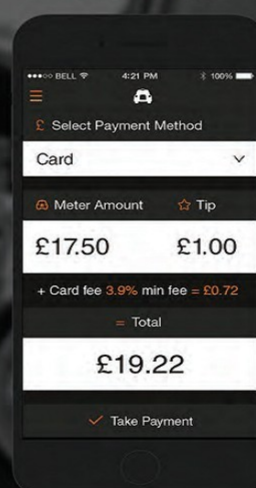 BELL 4:21 PM 100%
£ Select Payment Method
Card
Meter Amount Tip
£17.50 £1.00
+ Card fee 3.9% min fee = £0.72
= Total
£19.22
Take Payment